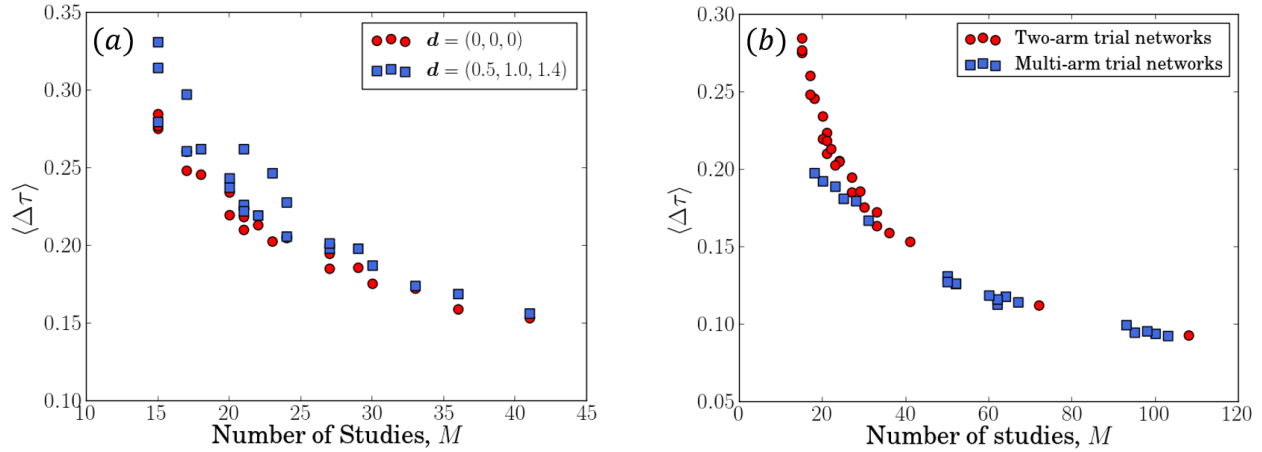 (a)
d = (0, 0, 0)
d = (0.5, 1.0, 1.4)
⟨Δτ⟩
0.35
0.30
0.25
0.20
0.15
0.10
10 15 20 25 30 35 40 45
Number of Studies, M
(b)
Two-arm trial networks
Multi-arm trial networks
⟨Δτ⟩
0.30
0.25
0.20
0.15
0.10
0.05
0 20 40 60 80 100 120
Number of studies, M